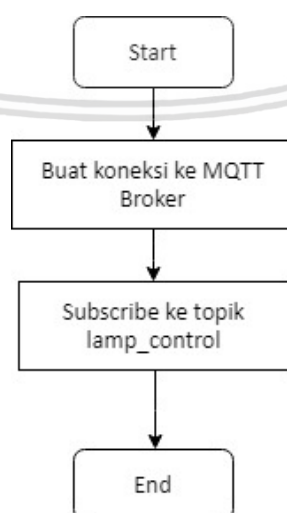 Start
Buat koneksi ke MQTT
Broker
Subscribe ke topik
lamp_control
End